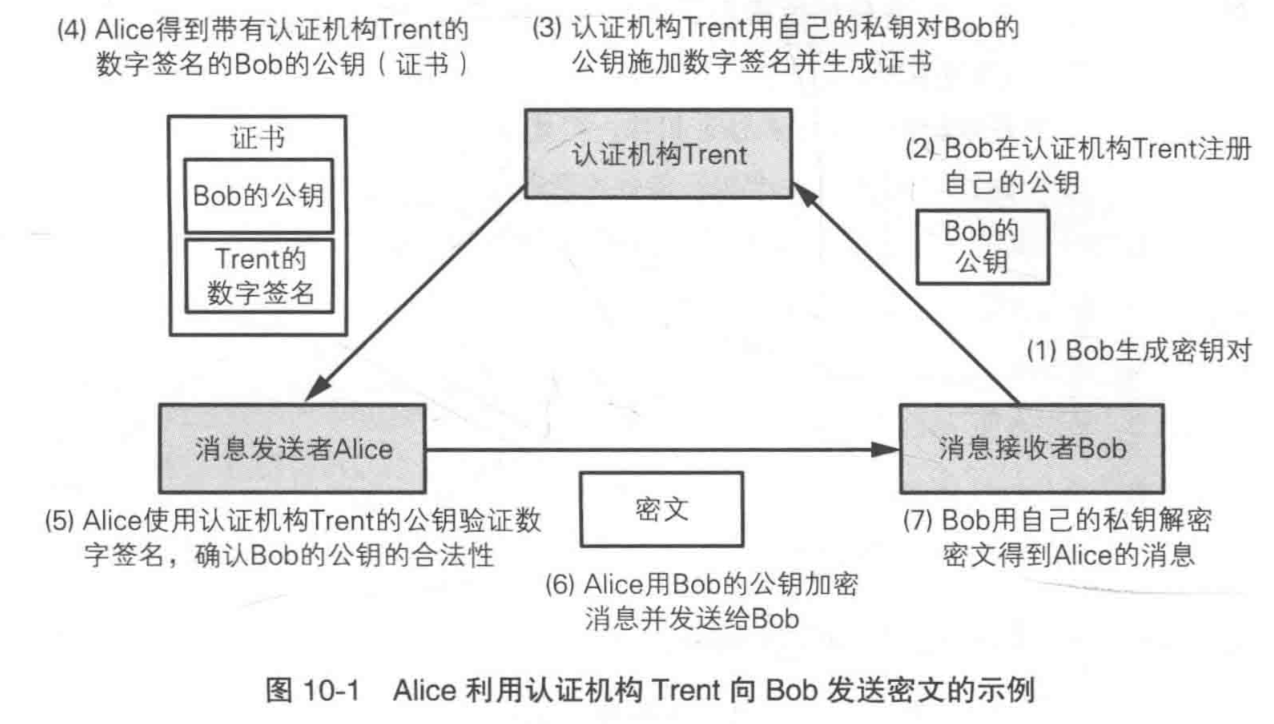 (4) Alice得到带有认证机构Trent的
数字签名的Bob的公钥（证书）
(3) 认证机构Trent用自己的私钥对Bob的
公钥施加数字签名并生成证书
证书
Bob的公钥
Trent的
数字签名
认证机构Trent
(2) Bob在认证机构Trent注册
自己的公钥
Bob的
公钥
(1) Bob生成密钥对
消息发送者Alice
消息接收者Bob
(5) Alice使用认证机构Trent的公钥验证数
字签名，确认Bob的公钥的合法性
密文
(6) Alice用Bob的公钥加密
消息并发送给Bob
(7) Bob用自己的私钥解密
密文得到Alice的消息
图 10-1 Alice 利用认证机构 Trent 向 Bob 发送密文的示例